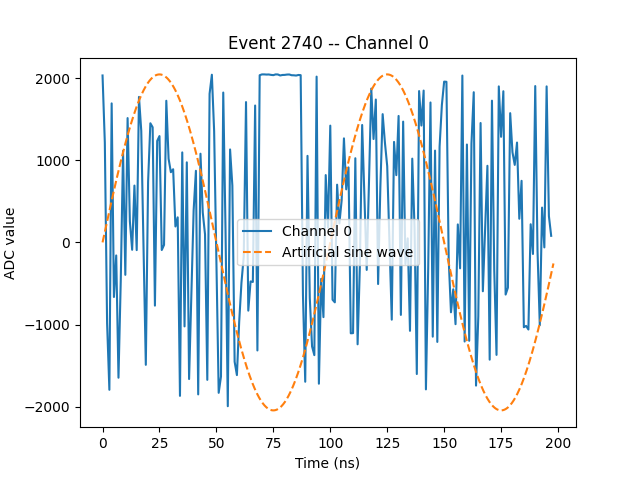 Event 2740 -- Channel 0
ADC value
2000
1000
0
−1000
−2000
Channel 0
Artificial sine wave
0
25
50
75
100
125
150
175
200
Time (ns)